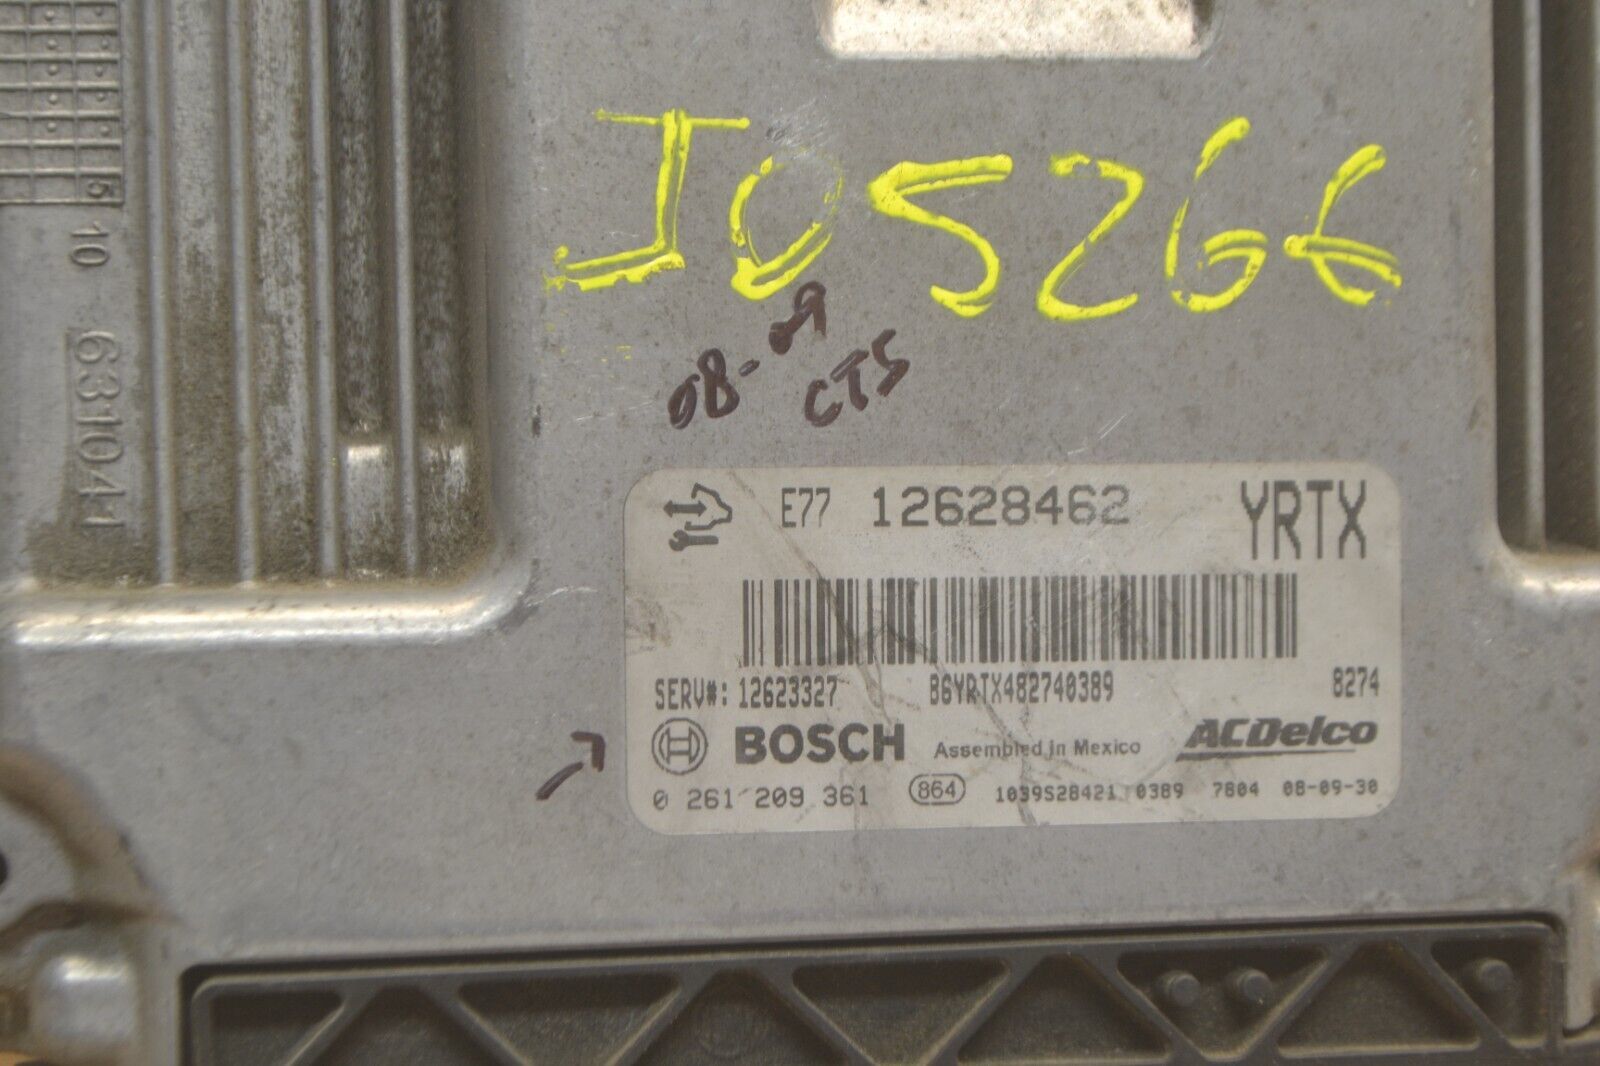 J05266
08-09
CTS
5
10
631041
E77 12628462 YRTX
SERV#: 12623327 B6YRTX482740389 8274
BOSCH Assembled in Mexico ACDelco
0 261 209 361 864 1039S28421 0389 7804 08-09-30